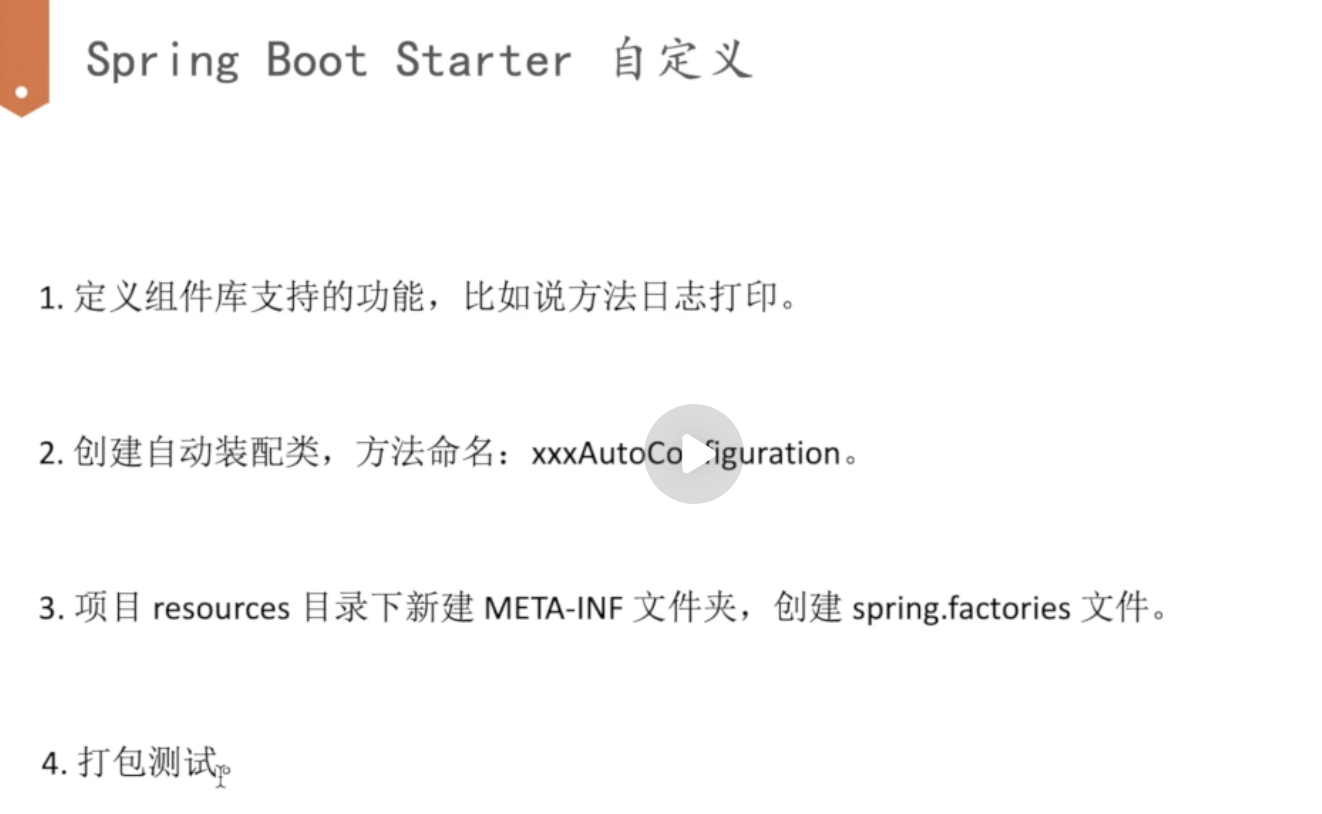 Spring Boot Starter 自定义
1. 定义组件库支持的功能，比如说方法日志打印。
2. 创建自动装配类，方法命名：xxxAutoConfiguration。
3. 项目 resources 目录下新建 META-INF 文件夹，创建 spring.factories 文件。
4. 打包测试。